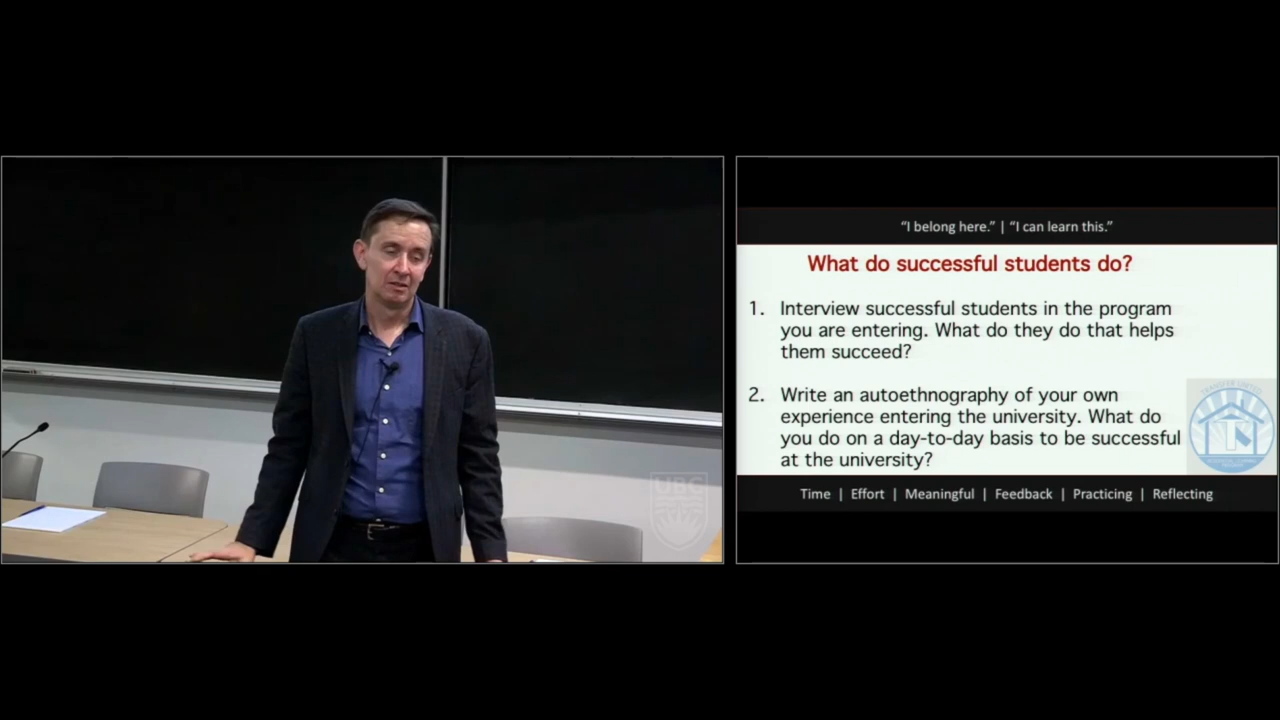 UBC
“I belong here.” | “I can learn this.”
What do successful students do?
1. Interview successful students in the program
you are entering. What do they do that helps
them succeed?
2. Write an autoethnography of your own
experience entering the university. What do
you do on a day-to-day basis to be successful
at the university?
Time | Effort | Meaningful | Feedback | Practicing | Reflecting